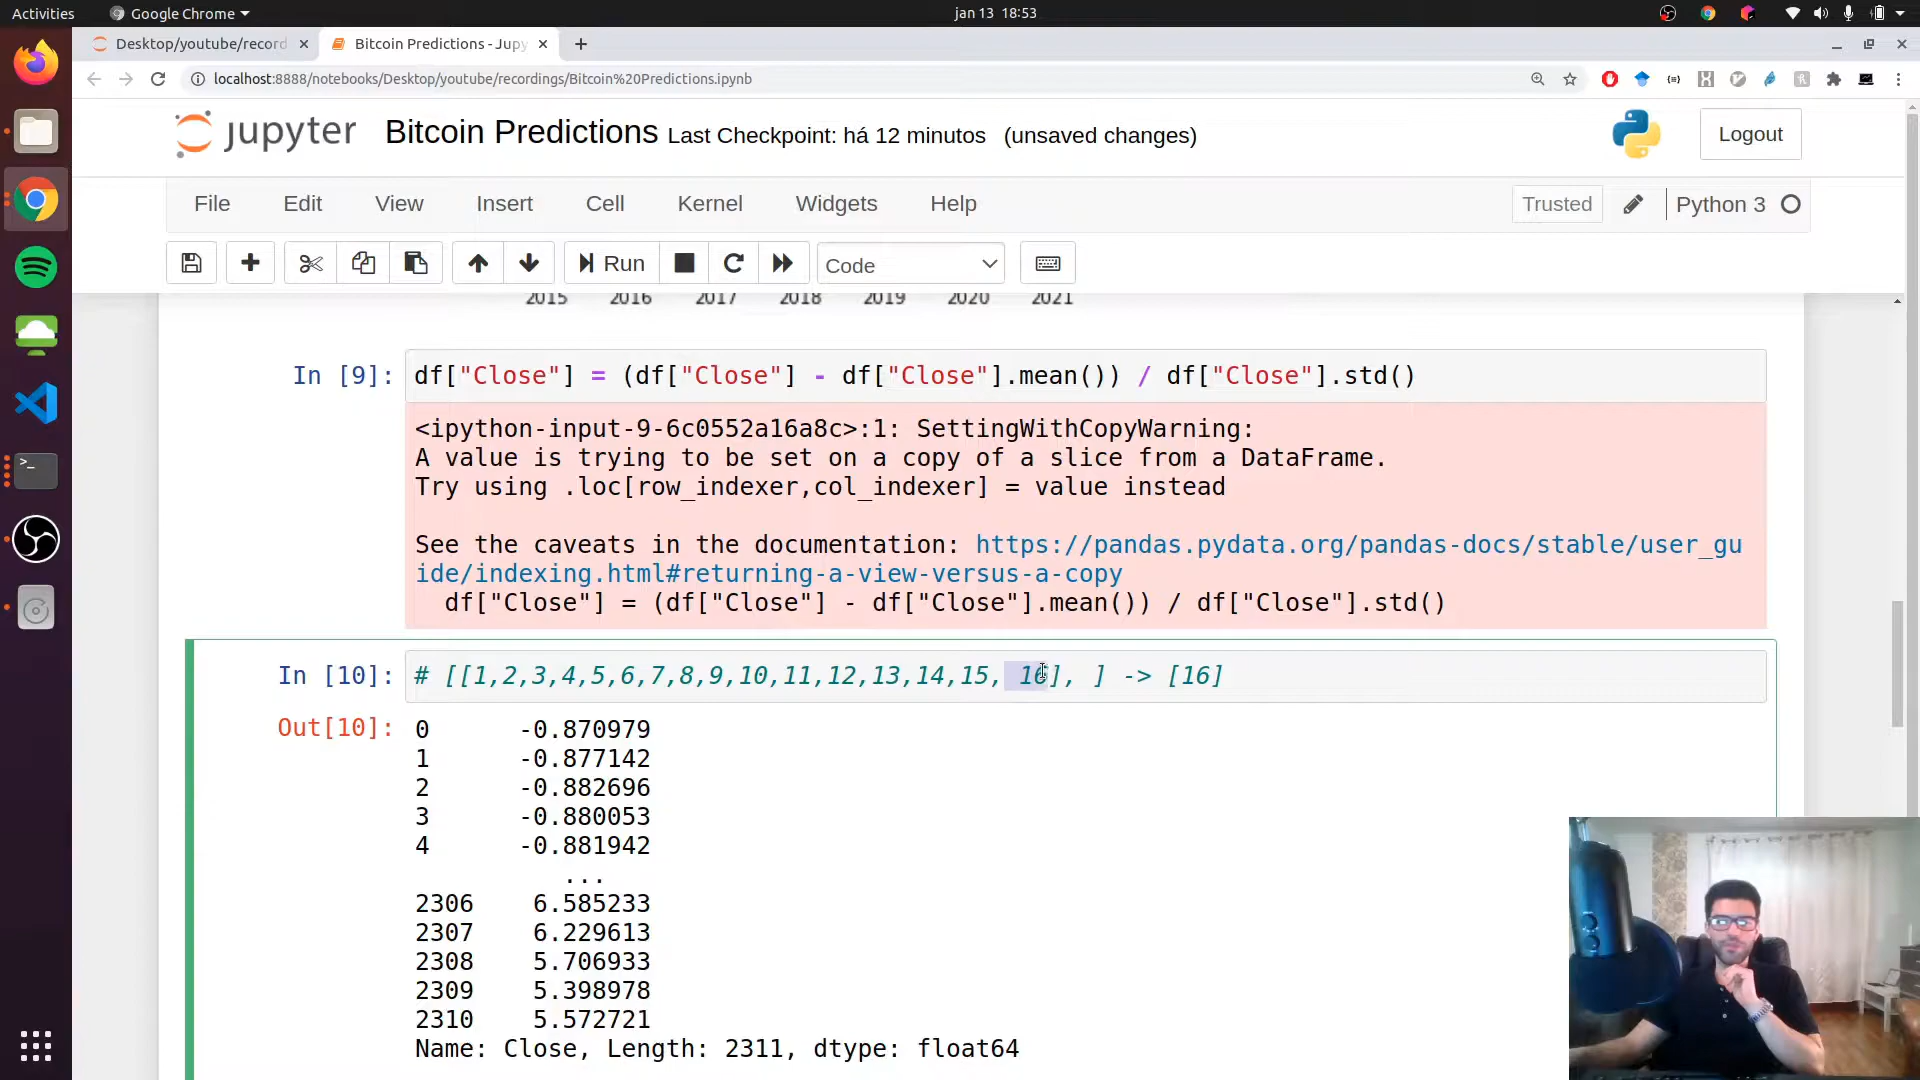 Activities
Google Chrome
jan 13 18:53
Desktop/youtube/record
Bitcoin Predictions - Jupy
localhost:8888/notebooks/Desktop/youtube/recordings/Bitcoin%20Predictions.ipynb
jupyter
Bitcoin Predictions Last Checkpoint: há 12 minutos (unsaved changes)
Logout
File
Edit
View
Insert
Cell
Kernel
Widgets
Help
Trusted
Python 3
Run
Code
2015 2016 2017 2018 2019 2020 2021
In [9]: df["Close"] = (df["Close"] - df["Close"].mean()) / df["Close"].std()
<ipython-input-9-6c0552a16a8c>:1: SettingWithCopyWarning:
A value is trying to be set on a copy of a slice from a DataFrame.
Try using .loc[row_indexer,col_indexer] = value instead
See the caveats in the documentation: https://pandas.pydata.org/pandas-docs/stable/user_gu
ide/indexing.html#returning-a-view-versus-a-copy
df["Close"] = (df["Close"] - df["Close"].mean()) / df["Close"].std()
In [10]: # [[1,2,3,4,5,6,7,8,9,10,11,12,13,14,15, 16], ] -> [16]
Out[10]: 0 -0.870979
1 -0.877142
2 -0.882696
3 -0.880053
4 -0.881942
...
2306 6.585233
2307 6.229613
2308 5.706933
2309 5.398978
2310 5.572721
Name: Close, Length: 2311, dtype: float64